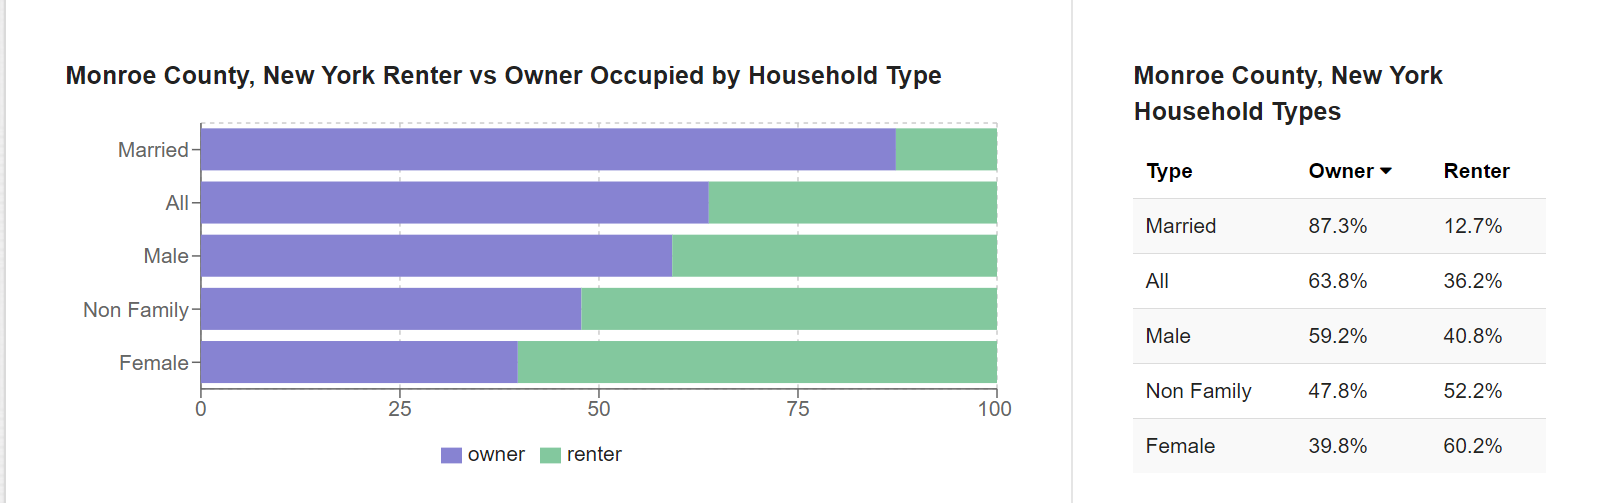 Monroe County, New York Renter vs Owner Occupied by Household Type
Married
All
Male
Non Family
Female
0 25 50 75 100
owner renter
Monroe County, New York
Household Types
Type Owner Renter
Married 87.3% 12.7%
All 63.8% 36.2%
Male 59.2% 40.8%
Non Family 47.8% 52.2%
Female 39.8% 60.2%